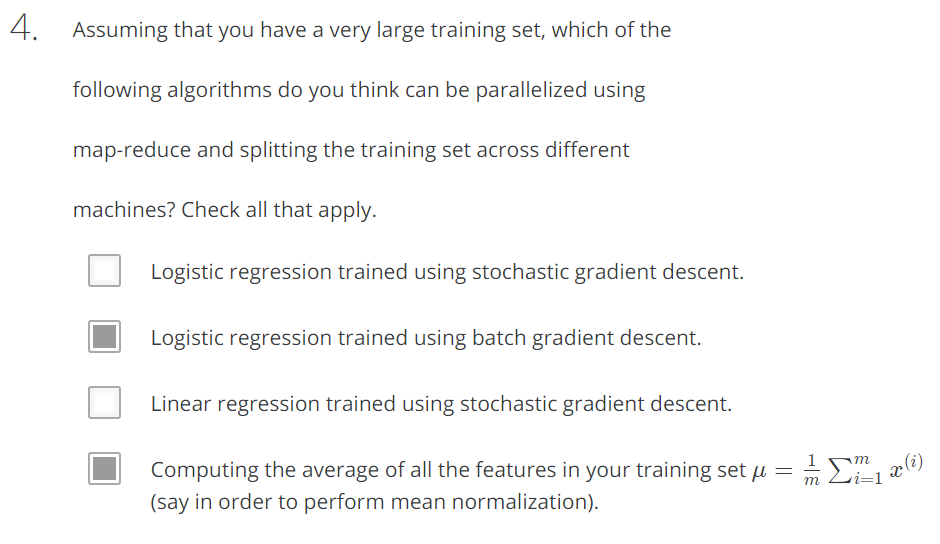 4. Assuming that you have a very large training set, which of the
following algorithms do you think can be parallelized using
map-reduce and splitting the training set across different
machines? Check all that apply.
Logistic regression trained using stochastic gradient descent.
Logistic regression trained using batch gradient descent.
Linear regression trained using stochastic gradient descent.
Computing the average of all the features in your training set μ = 1/m ∑_{i=1}^{m} x^{(i)}
(say in order to perform mean normalization).